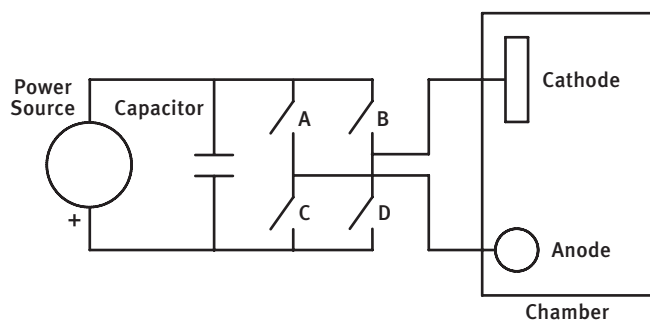 Power
Source
Capacitor
+
A
B
C
D
Cathode
Anode
Chamber